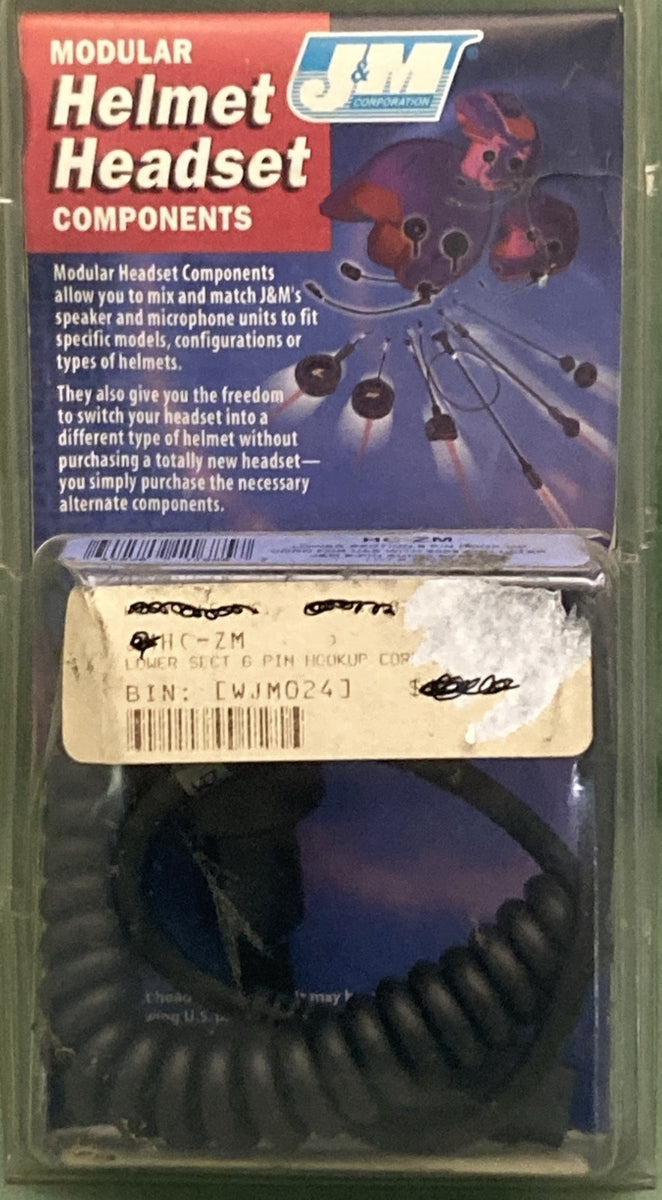 MODULAR
Helmet
Headset
COMPONENTS
J&M
CORPORATION
®
Modular Headset Components
allow you to mix and match J&M's
speaker and microphone units to fit
specific models, configurations or
types of helmets.
They also give you the freedom
to switch your headset into a
different type of helmet without
purchasing a totally new headset—
you simply purchase the necessary
alternate components.
HC-ZM
HC-ZM
LOWER SECT 6 PIN HOOKUP COR
BIN: [WJM024]
$
may
U.S.